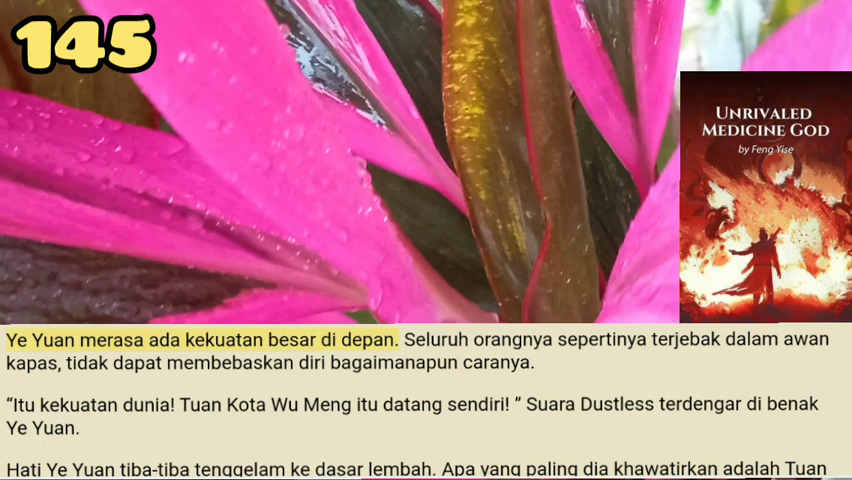 145
UNRIVALED
MEDICINE GOD
by Feng Yise
Ye Yuan merasa ada kekuatan besar di depan. Seluruh orangnya sepertinya terjebak dalam awan
kapas, tidak dapat membebaskan diri bagaimanapun caranya.
“Itu kekuatan dunia! Tuan Kota Wu Meng itu datang sendiri! ” Suara Dustless terdengar di benak
Ye Yuan.
Hati Ye Yuan tiba-tiba tenggelam ke dasar lembah. Apa yang paling dia khawatirkan adalah Tuan